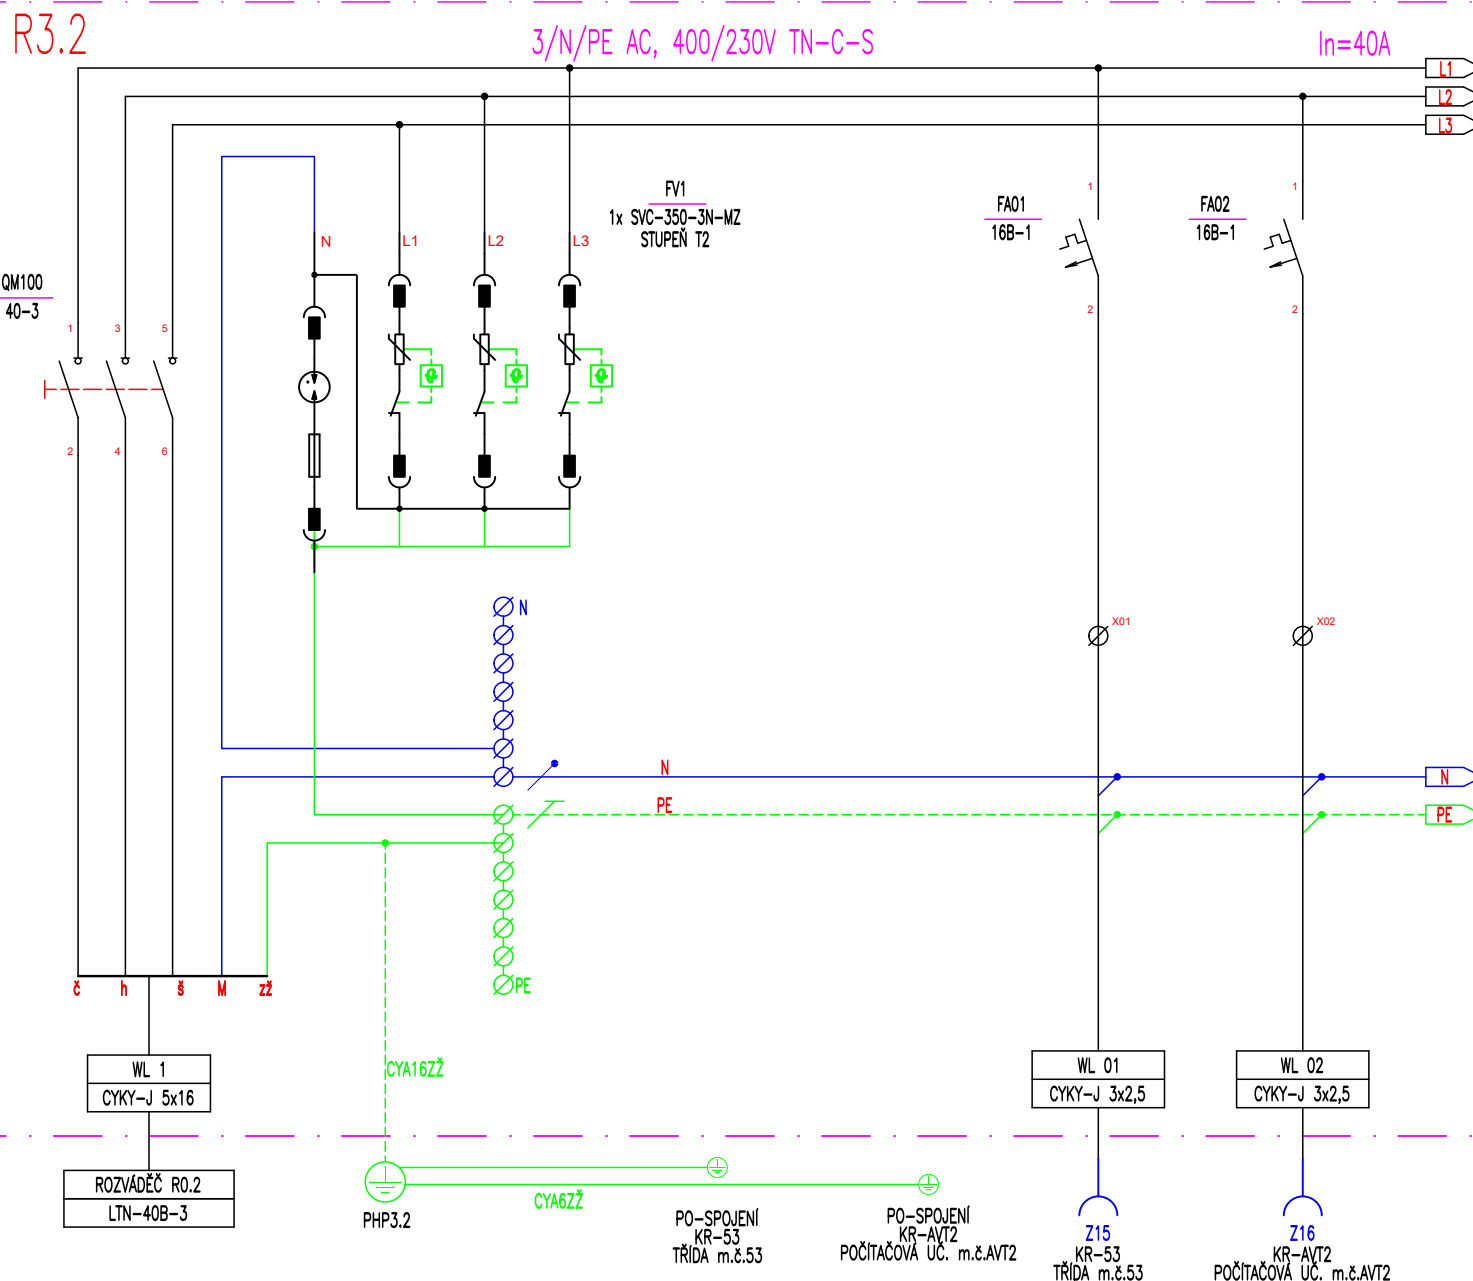 R3.2
3/N/PE AC, 400/230V TN-C-S
In=40A
L1
L2
L3
FV1
1x SVC-350-3N-MZ
STUPEŇ T2
FA01
16B-1
FA02
16B-1
1
1
2
2
N
L1
L2
L3
QM100
40-3
1
3
5
2
4
6
N
X01
X02
N
N
PE
PE
PE
č
h
š
M
zž
WL 1
CYKY-J 5x16
CYA16ZŽ
WL 01
CYKY-J 3x2,5
WL 02
CYKY-J 3x2,5
ROZVÁDĚČ R0.2
LTN-40B-3
PHP3.2
CYA6ZŽ
PO-SPOJENÍ
KR-53
TŘÍDA m.č.53
PO-SPOJENÍ
KR-AVT2
POČÍTAČOVÁ UČ. m.č.AVT2
Z15
KR-53
TŘÍDA m.č.53
Z16
KR-AVT2
POČÍTAČOVÁ UČ. m.č.AVT2